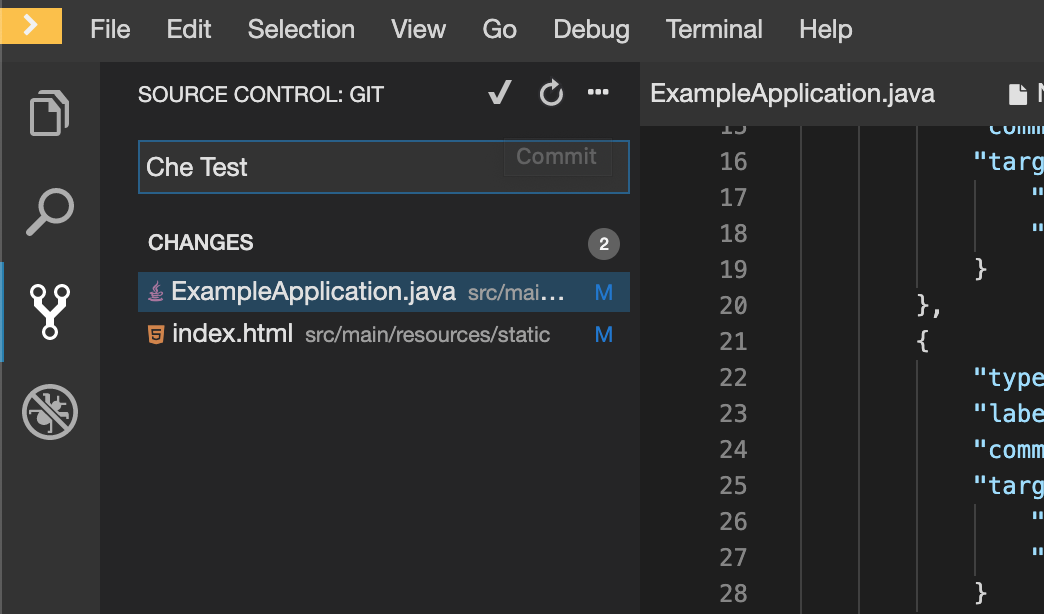 File Edit Selection View Go Debug Terminal Help
SOURCE CONTROL: GIT
Che Test Commit
CHANGES 2
ExampleApplication.java src/mai... M
index.html src/main/resources/static M
ExampleApplication.java
15 "comm
16 "targ
17 "
18 "
19 }
20 },
21 {
22 "type
23 "labe
24 "comm
25 "targ
26 "
27 "
28 }